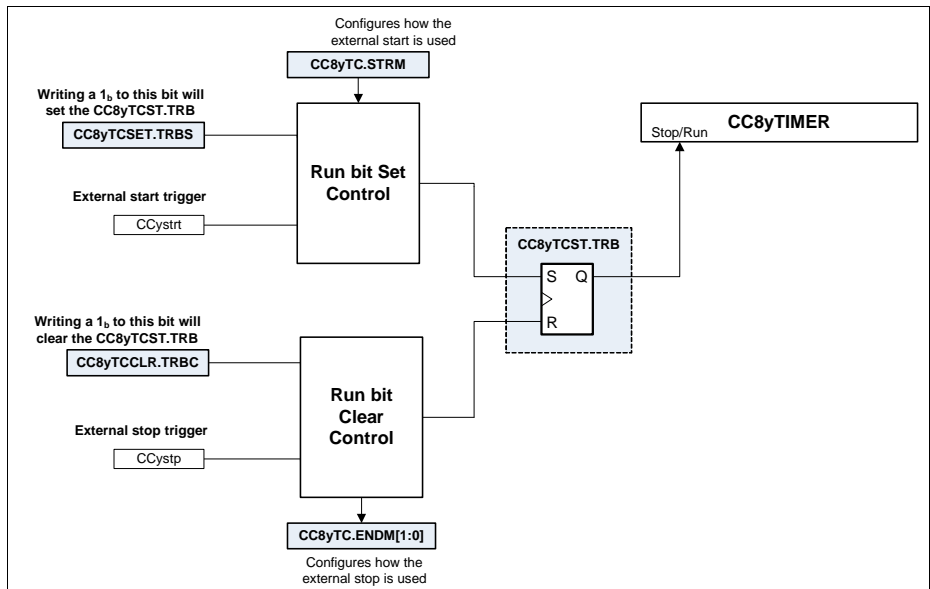 Configures how the
external start is used
CC8yTC.STRM
Writing a 1b to this bit will
set the CC8yTCST.TRB
CC8yTCSET.TRBS
External start trigger
CCystrt
Run bit Set
Control
CC8yTIMER
Stop/Run
CC8yTCST.TRB
S Q
R
Writing a 1b to this bit will
clear the CC8yTCST.TRB
CC8yTCCLR.TRBC
External stop trigger
CCystp
Run bit
Clear
Control
CC8yTC.ENDM[1:0]
Configures how the
external stop is used